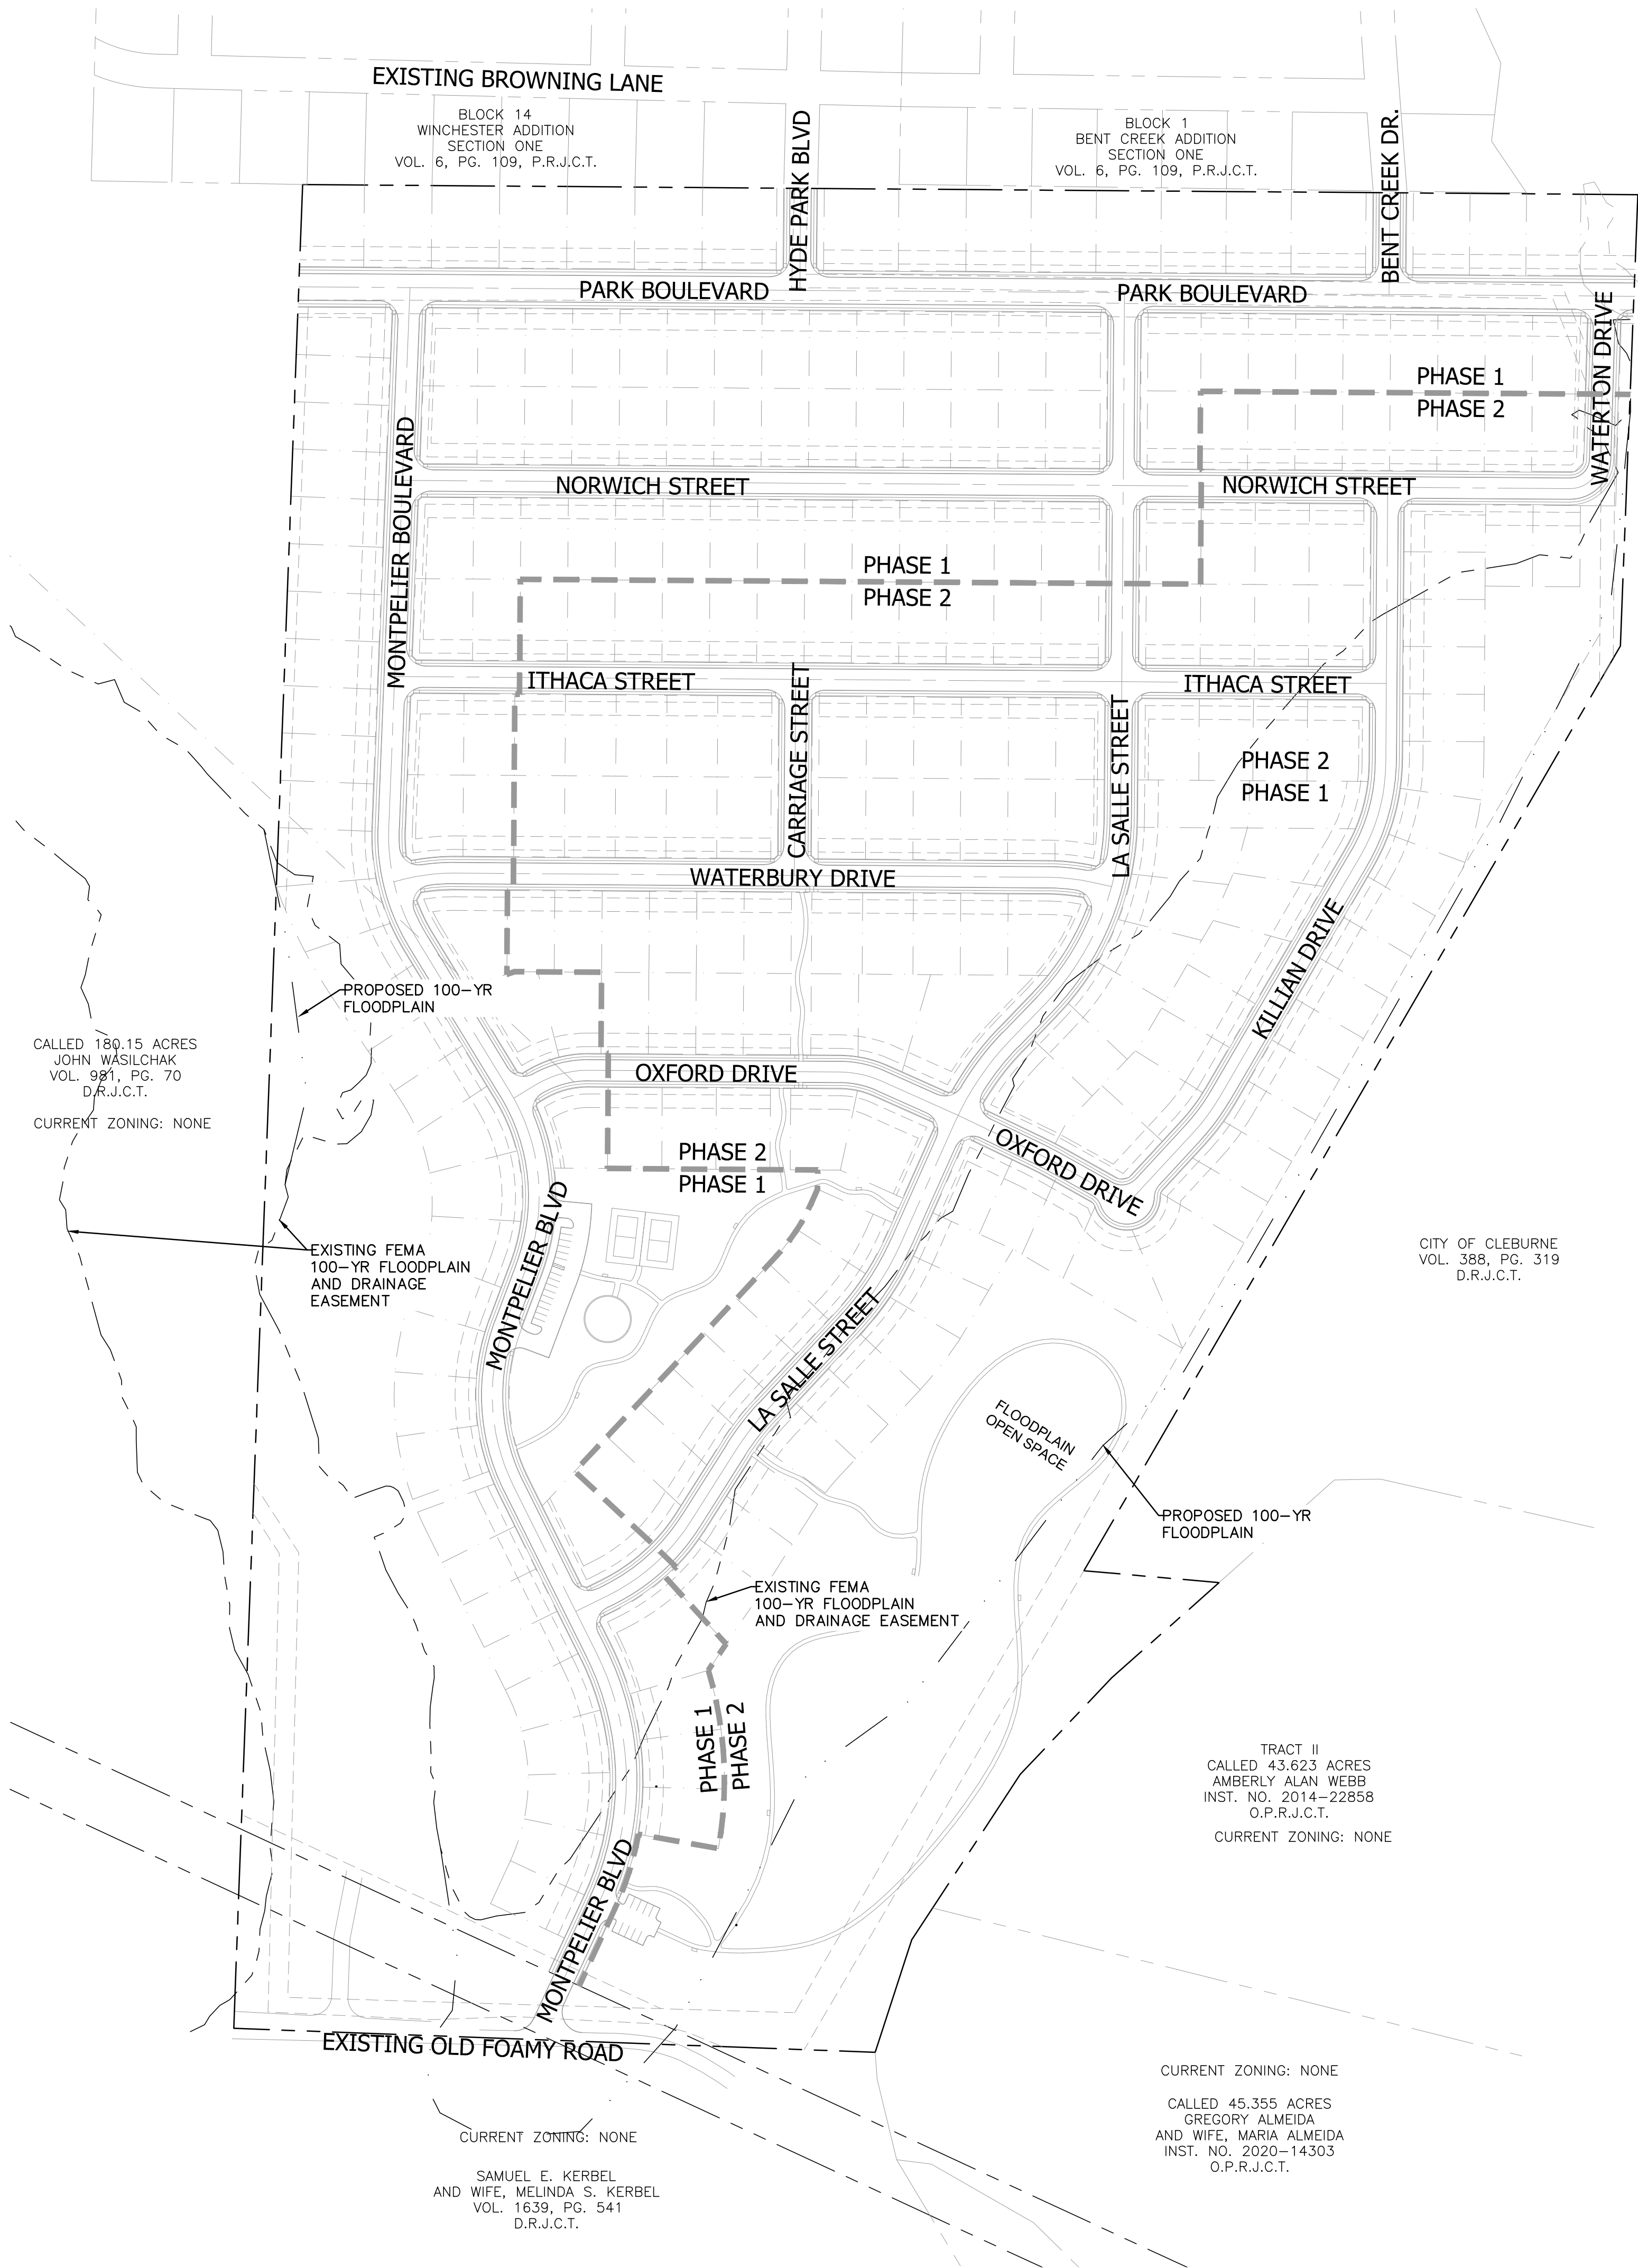 EXISTING BROWNING LANE
BLOCK 14
WINCHESTER ADDITION
SECTION ONE
VOL. 6, PG. 109, P.R.J.C.T.
HYDE PARK BLVD
BLOCK 1
BENT CREEK ADDITION
SECTION ONE
VOL. 6, PG. 109, P.R.J.C.T.
BENT CREEK DR.
PARK BOULEVARD
PARK BOULEVARD
WATERTON DRIVE
PHASE 1
PHASE 2
MONTPELIER BOULEVARD
NORWICH STREET
NORWICH STREET
PHASE 1
PHASE 2
ITHACA STREET
CARRIAGE STREET
LA SALLE STREET
ITHACA STREET
PHASE 2
PHASE 1
WATERBURY DRIVE
KILLIAN DRIVE
PROPOSED 100-YR
FLOODPLAIN
CALLED 180.15 ACRES
JOHN WASILCHAK
VOL. 981, PG. 70
D.R.J.C.T.
CURRENT ZONING: NONE
OXFORD DRIVE
OXFORD DRIVE
PHASE 2
PHASE 1
MONTPELIER BLVD
EXISTING FEMA
100-YR FLOODPLAIN
AND DRAINAGE
EASEMENT
CITY OF CLEBURNE
VOL. 388, PG. 319
D.R.J.C.T.
LA SALLE STREET
FLOODPLAIN
OPEN SPACE
PROPOSED 100-YR
FLOODPLAIN
EXISTING FEMA
100-YR FLOODPLAIN
AND DRAINAGE EASEMENT
PHASE 1
PHASE 2
TRACT II
CALLED 43.623 ACRES
AMBERLY ALAN WEBB
INST. NO. 2014-22858
O.P.R.J.C.T.
CURRENT ZONING: NONE
MONTPELIER BLVD
EXISTING OLD FOAMY ROAD
CURRENT ZONING: NONE
CALLED 45.355 ACRES
GREGORY ALMEIDA
AND WIFE, MARIA ALMEIDA
INST. NO. 2020-14303
O.P.R.J.C.T.
CURRENT ZONING: NONE
SAMUEL E. KERBEL
AND WIFE, MELINDA S. KERBEL
VOL. 1639, PG. 541
D.R.J.C.T.